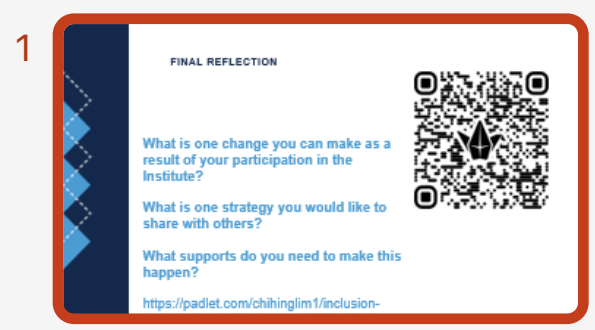 1
FINAL REFLECTION
What is one change you can make as a
result of your participation in the
Institute?
What is one strategy you would like to
share with others?
What supports do you need to make this
happen?
https://padlet.com/chihinglim1/inclusion-